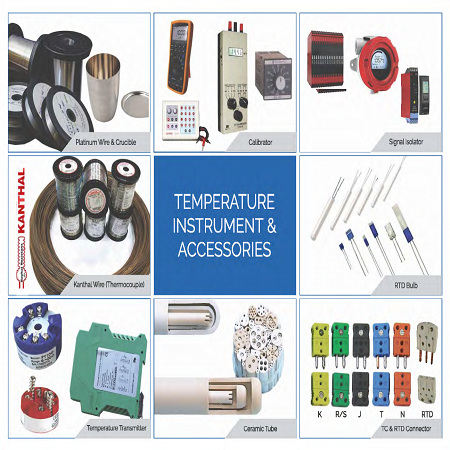 Platinum Wire & Crucible
Calibrator
Signal Isolator
KANTHAL
Kanthal Wire (Thermocouple)
TEMPERATURE
INSTRUMENT &
ACCESSORIES
RTD Bulb
Temperature Transmitter
Ceramic Tube
K R/S J T N RTD
TC & RTD Connector